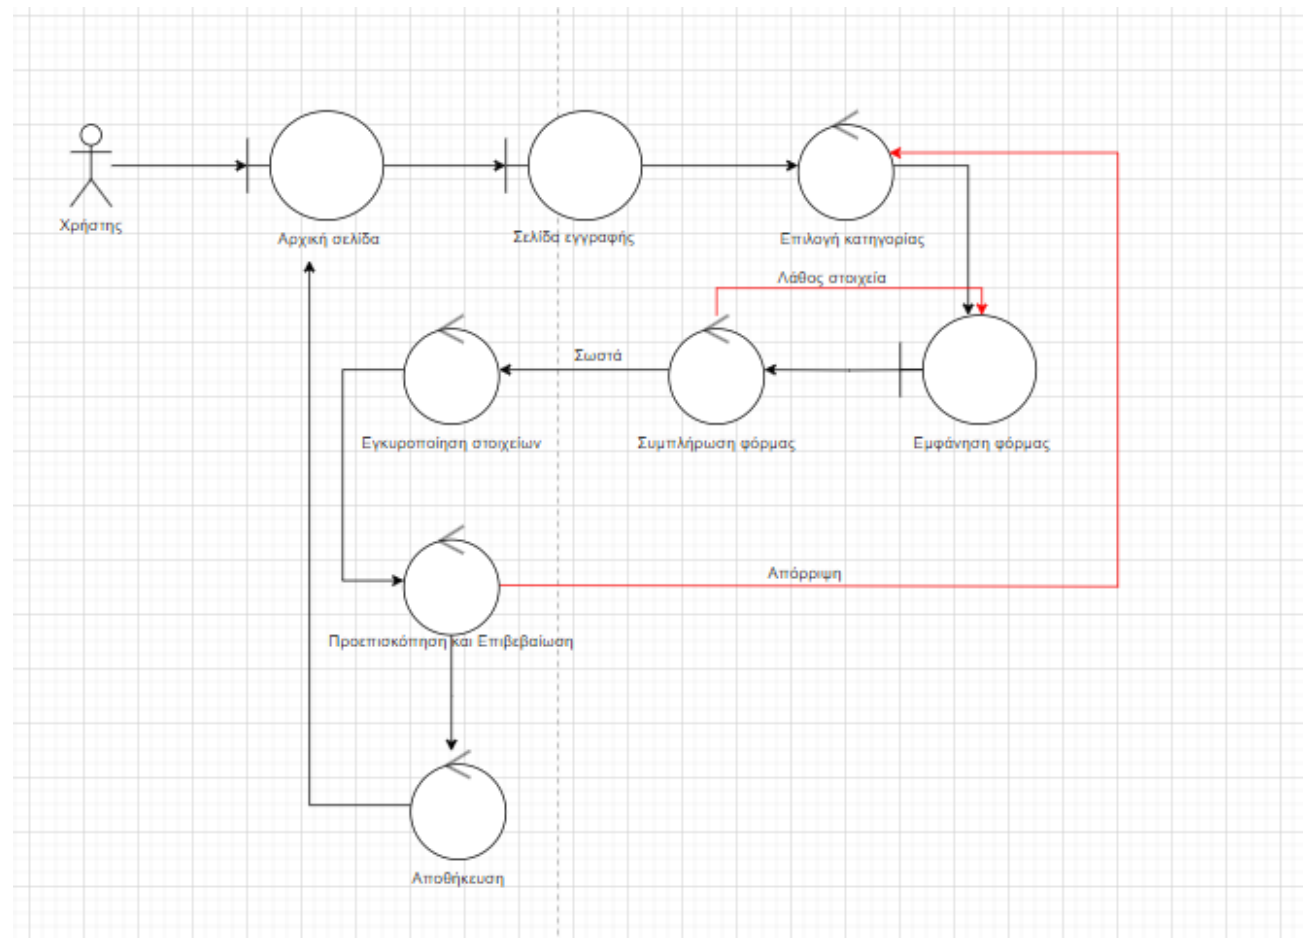 Χρήστης
Αρχική σελίδα
Σελίδα εγγραφής
Επιλογή κατηγορίας
Λάθος στοιχεία
Σωστά
Εγκυροποίηση στοιχείων
Συμπλήρωση φόρμας
Εμφάνηση φόρμας
Απόρριψη
Προεπισκόπηση και Επιβεβαίωση
Αποθήκευση